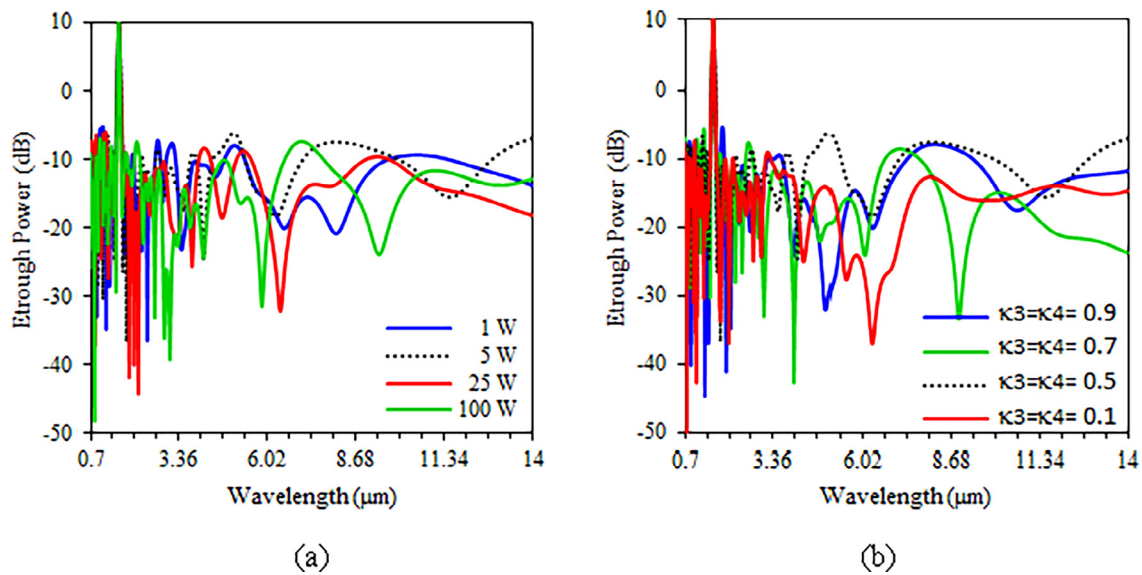 10
0
-10
-20
-30
-40
-50
Etrough Power (dB)
1 W
5 W
25 W
100 W
0.7 3.36 6.02 8.68 11.34 14
Wavelength (μm)
(a)
10
0
-10
-20
-30
-40
-50
Etrough Power (dB)
κ3=κ4= 0.9
κ3=κ4= 0.7
κ3=κ4= 0.5
κ3=κ4= 0.1
0.7 3.36 6.02 8.68 11.34 14
Wavelength (μm)
(b)